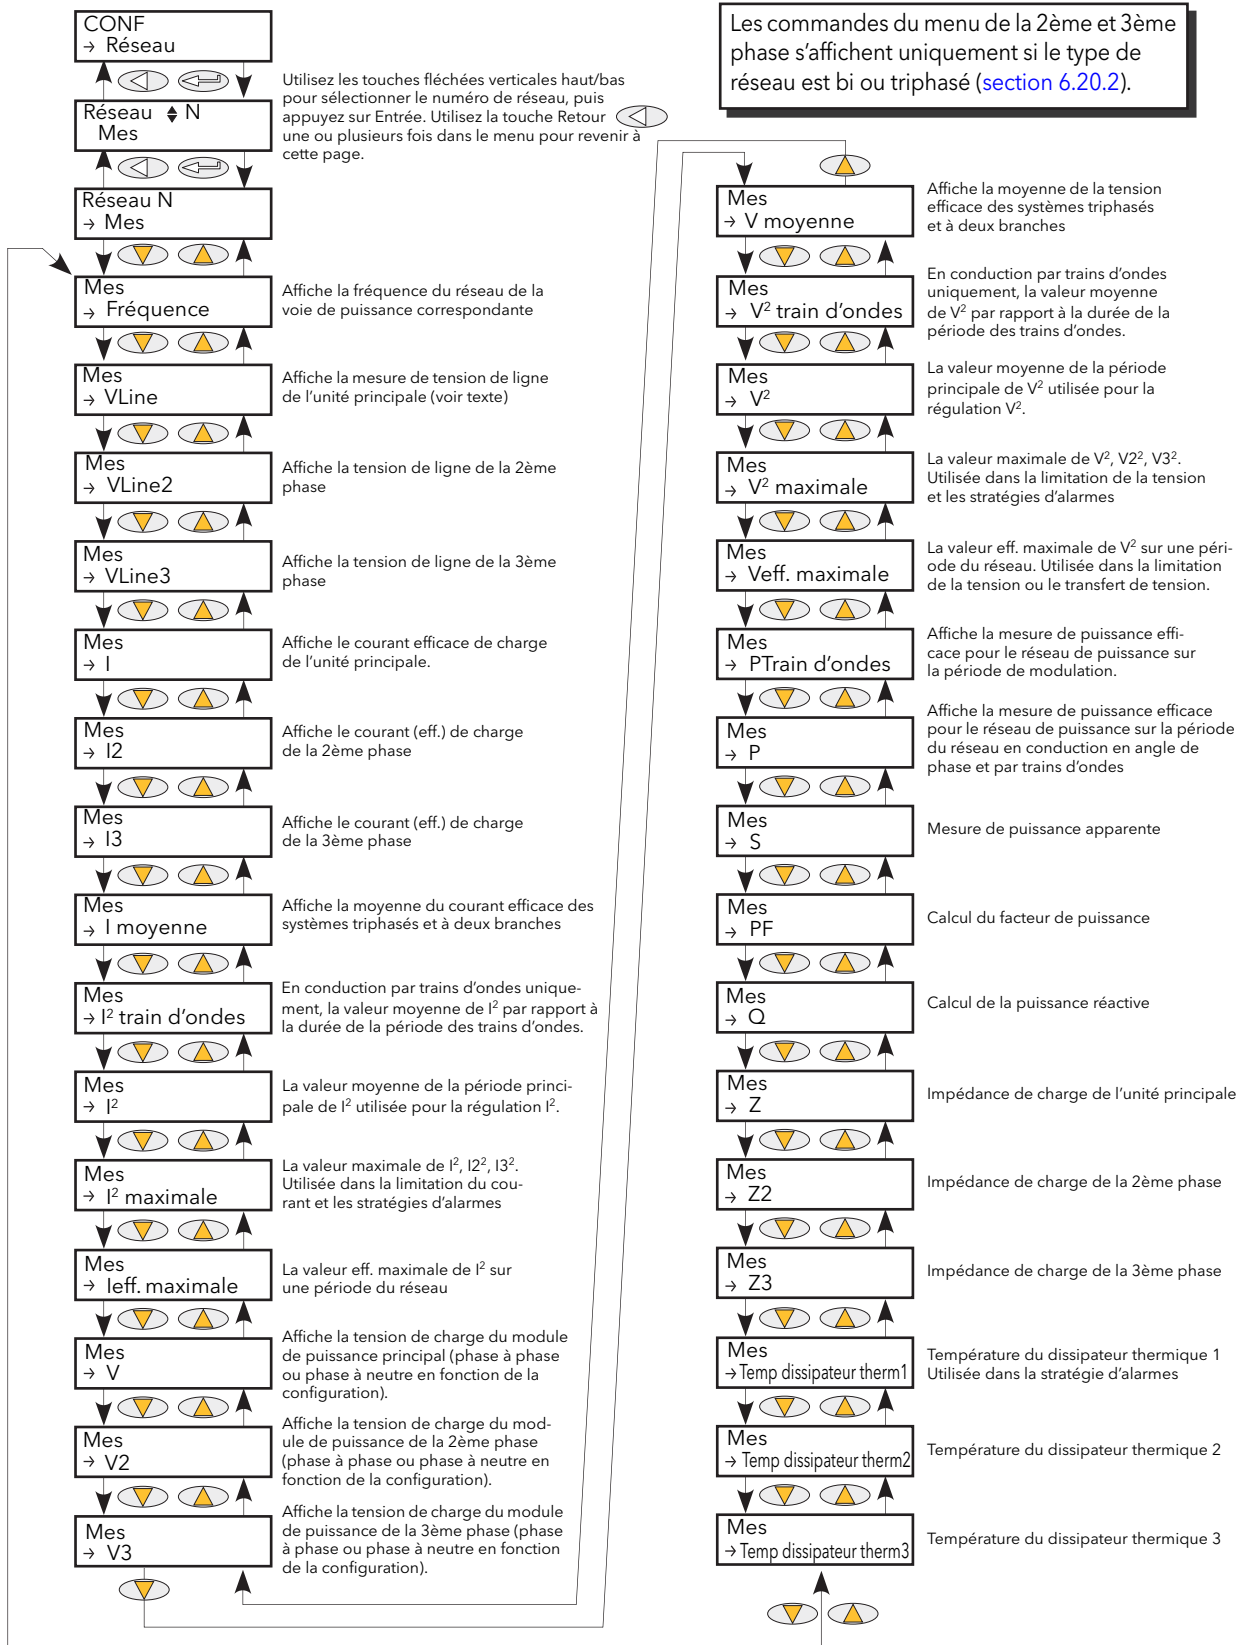 CONF
→ Réseau
Utilisez les touches fléchées verticales haut/bas
pour sélectionner le numéro de réseau, puis
appuyez sur Entrée. Utilisez la touche Retour
une ou plusieurs fois dans le menu pour revenir à
cette page.
Réseau N
Mes
Réseau N
→ Mes
Mes
→ Fréquence
Affiche la fréquence du réseau de la
voie de puissance correspondante
Mes
→ VLine
Affiche la mesure de tension de ligne
de l'unité principale (voir texte)
Mes
→ VLine2
Affiche la tension de ligne de la 2ème
phase
Mes
→ VLine3
Affiche la tension de ligne de la 3ème
phase
Mes
→ I
Affiche le courant efficace de charge
de l'unité principale.
Mes
→ I2
Affiche le courant (eff.) de charge
de la 2ème phase
Mes
→ I3
Affiche le courant (eff.) de charge
de la 3ème phase
Mes
→ I moyenne
Affiche la moyenne du courant efficace des
systèmes triphasés et à deux branches
Mes
→ I² train d'ondes
En conduction par trains d'ondes unique-
ment, la valeur moyenne de I² par rapport à
la durée de la période des trains d'ondes.
Mes
→ I²
La valeur moyenne de la période princi-
pale de I² utilisée pour la régulation I².
Mes
→ I² maximale
La valeur maximale de I², I2², I3².
Utilisée dans la limitation du cou-
rant et les stratégies d'alarmes
Mes
→ Ieff. maximale
La valeur eff. maximale de I² sur
une période du réseau
Mes
→ V
Affiche la tension de charge du module
de puissance principal (phase à phase
ou phase à neutre en fonction de la
configuration).
Mes
→ V2
Affiche la tension de charge du mod-
ule de puissance de la 2ème phase
(phase à phase ou phase à neutre en
fonction de la configuration).
Mes
→ V3
Affiche la tension de charge du module
de puissance de la 3ème phase (phase
à phase ou phase à neutre en fonction
de la configuration).
Les commandes du menu de la 2ème et 3ème
phase s'affichent uniquement si le type de
réseau est bi ou triphasé (section 6.20.2).
Mes
→ V moyenne
Affiche la moyenne de la tension
efficace des systèmes triphasés
et à deux branches
Mes
→ V² train d'ondes
En conduction par trains d'ondes
uniquement, la valeur moyenne
de V² par rapport à la durée de la
période des trains d'ondes.
Mes
→ V²
La valeur moyenne de la période
principale de V² utilisée pour la
régulation V².
Mes
→ V² maximale
La valeur maximale de V², V2², V3².
Utilisée dans la limitation de la tension
et les stratégies d'alarmes
Mes
→ Veff. maximale
La valeur eff. maximale de V² sur une péri-
ode du réseau. Utilisée dans la limitation
de la tension ou le transfert de tension.
Mes
→ PTrain d'ondes
Affiche la mesure de puissance effi-
cace pour le réseau de puissance sur
la période de modulation.
Mes
→ P
Affiche la mesure de puissance efficace
pour le réseau de puissance sur la période
du réseau en conduction en angle de
phase et par trains d'ondes
Mes
→ S
Mesure de puissance apparente
Mes
→ PF
Calcul du facteur de puissance
Mes
→ Q
Calcul de la puissance réactive
Mes
→ Z
Impédance de charge de l'unité principale
Mes
→ Z2
Impédance de charge de la 2ème phase
Mes
→ Z3
Impédance de charge de la 3ème phase
Mes
→ Temp dissipateur therm1
Température du dissipateur thermique 1
Utilisée dans la stratégie d'alarmes
Mes
→ Temp dissipateur therm2
Température du dissipateur thermique 2
Mes
→ Temp dissipateur therm3
Température du dissipateur thermique 3